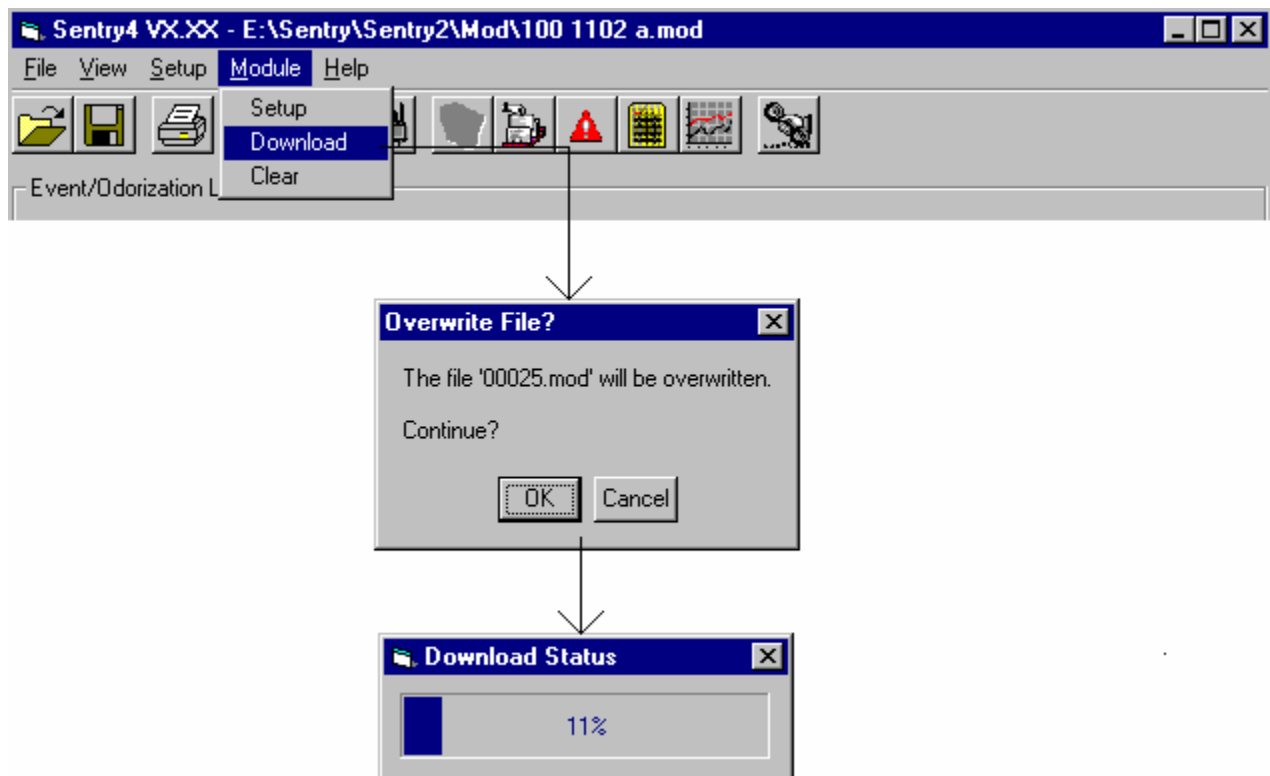 Sentry4 VX.XX - E:\Sentry\Sentry2\Mod\100 1102 a.mod
File View Setup Module Help
Setup
Download
Clear
Event/Odorization L
Overwrite File?
The file '00025.mod' will be overwritten.
Continue?
OK Cancel
Download Status
11%